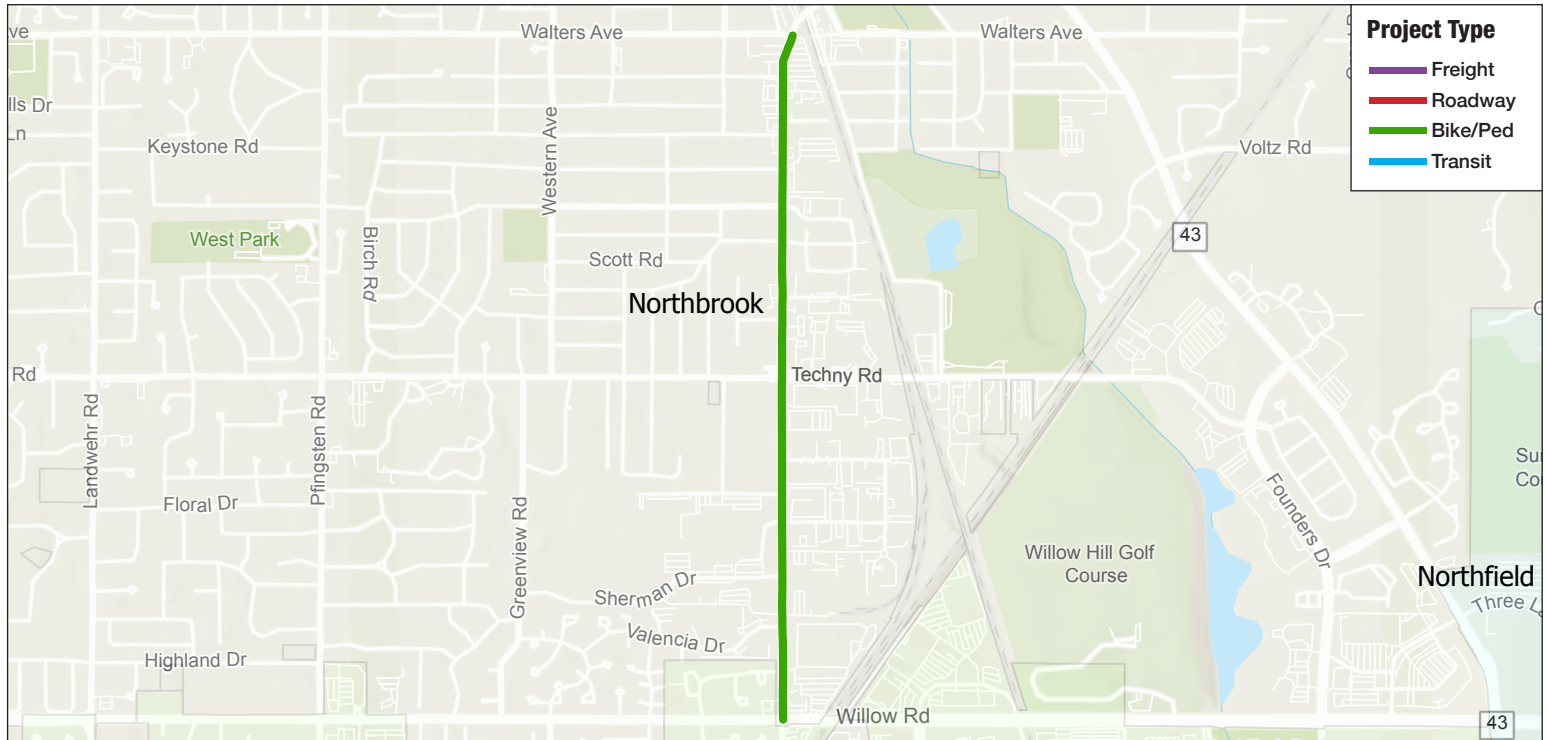 ve
Walters Ave
Walters Ave
Project Type
Freight
Roadway
Bike/Ped
Transit
lls Dr
Ln
Keystone Rd
Western Ave
Voltz Rd
43
West Park
Birch Rd
Scott Rd
Northbrook
Rd
Techny Rd
Landwehr Rd
Pfingsten Rd
Floral Dr
Greenview Rd
Sherman Dr
Valencia Dr
Highland Dr
Willow Hill Golf
Course
Founders Dr
Northfield
Three L
Willow Rd
43